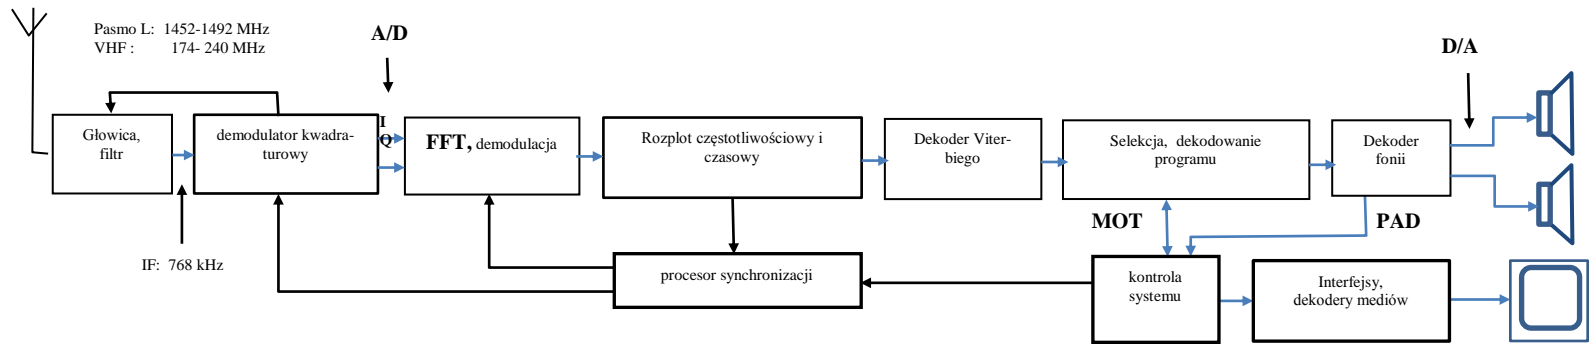 Pasmo L: 1452-1492 MHz
VHF : 174- 240 MHz
A/D
D/A
Głowica,
filtr
demodulator kwadra-
turowy
I
Q
FFT, demodulacja
Rozplot częstotliwościowy i
czasowy
Dekoder Viter-
biego
Selekcja, dekodowanie
programu
Dekoder
fonii
MOT
PAD
IF: 768 kHz
procesor synchronizacji
kontrola
systemu
Interfejsy,
dekodery mediów